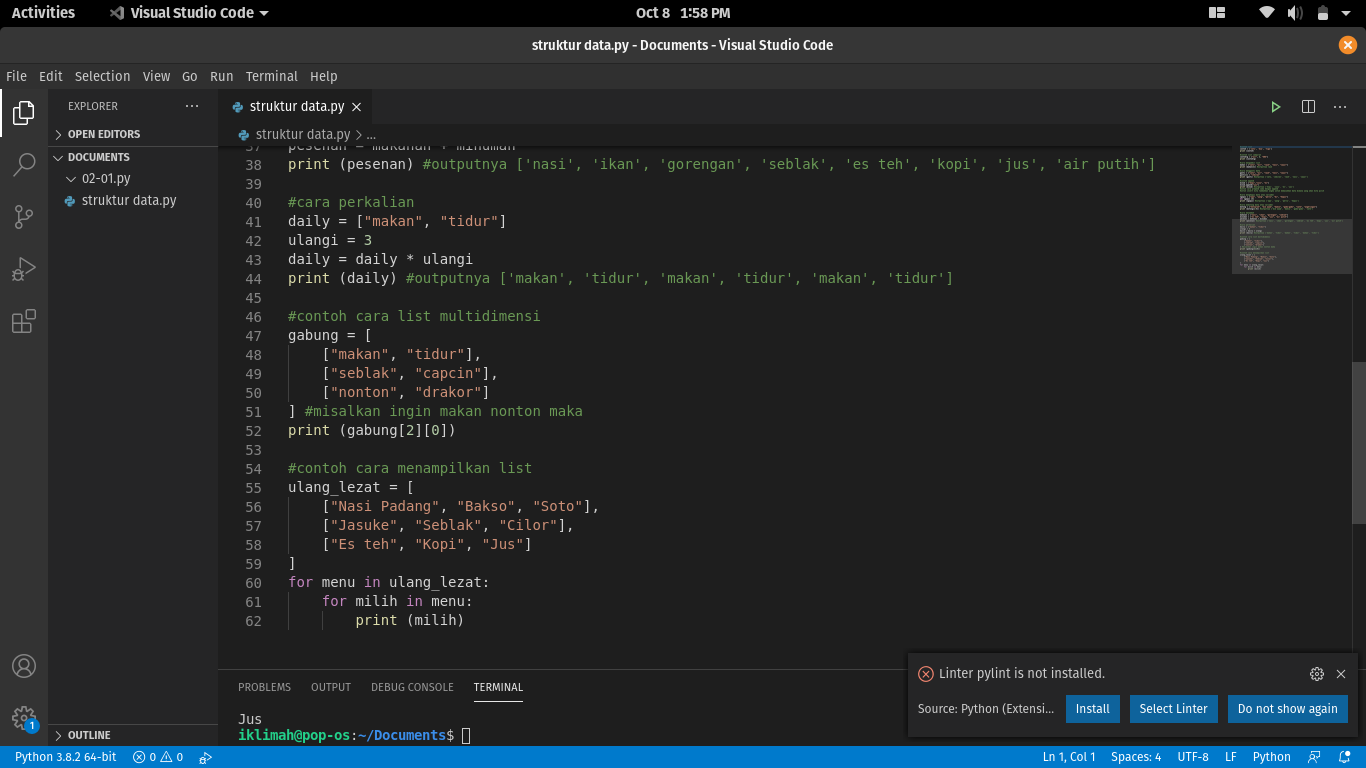 Activities
Visual Studio Code
Oct 8 1:58 PM
struktur data.py - Documents - Visual Studio Code
File Edit Selection View Go Run Terminal Help
EXPLORER
OPEN EDITORS
DOCUMENTS
02-01.py
struktur data.py
OUTLINE
struktur data.py
struktur data.py > ...
37 pesenan = makanan + minuman
38 print (pesenan) #outputnya ['nasi', 'ikan', 'gorengan', 'seblak', 'es teh', 'kopi', 'jus', 'air putih']
39
40 #cara perkalian
41 daily = ["makan", "tidur"]
42 ulangi = 3
43 daily = daily * ulangi
44 print (daily) #outputnya ['makan', 'tidur', 'makan', 'tidur', 'makan', 'tidur']
45
46 #contoh cara list multidimensi
47 gabung = [
48     ["makan", "tidur"],
49     ["seblak", "capcin"],
50     ["nonton", "drakor"]
51 ] #misalkan ingin makan nonton maka
52 print (gabung[2][0])
53
54 #contoh cara menampilkan list
55 ulang_lezat = [
56     ["Nasi Padang", "Bakso", "Soto"],
57     ["Jasuke", "Seblak", "Cilor"],
58     ["Es teh", "Kopi", "Jus"]
59 ]
60 for menu in ulang_lezat:
61     for milih in menu:
62         print (milih)
PROBLEMS OUTPUT DEBUG CONSOLE TERMINAL
Jus
iklimah@pop-os:~/Documents$
Linter pylint is not installed.
Source: Python (Extensi...
Install
Select Linter
Do not show again
1
Python 3.8.2 64-bit
0 0
Ln 1, Col 1
Spaces: 4
UTF-8
LF
Python